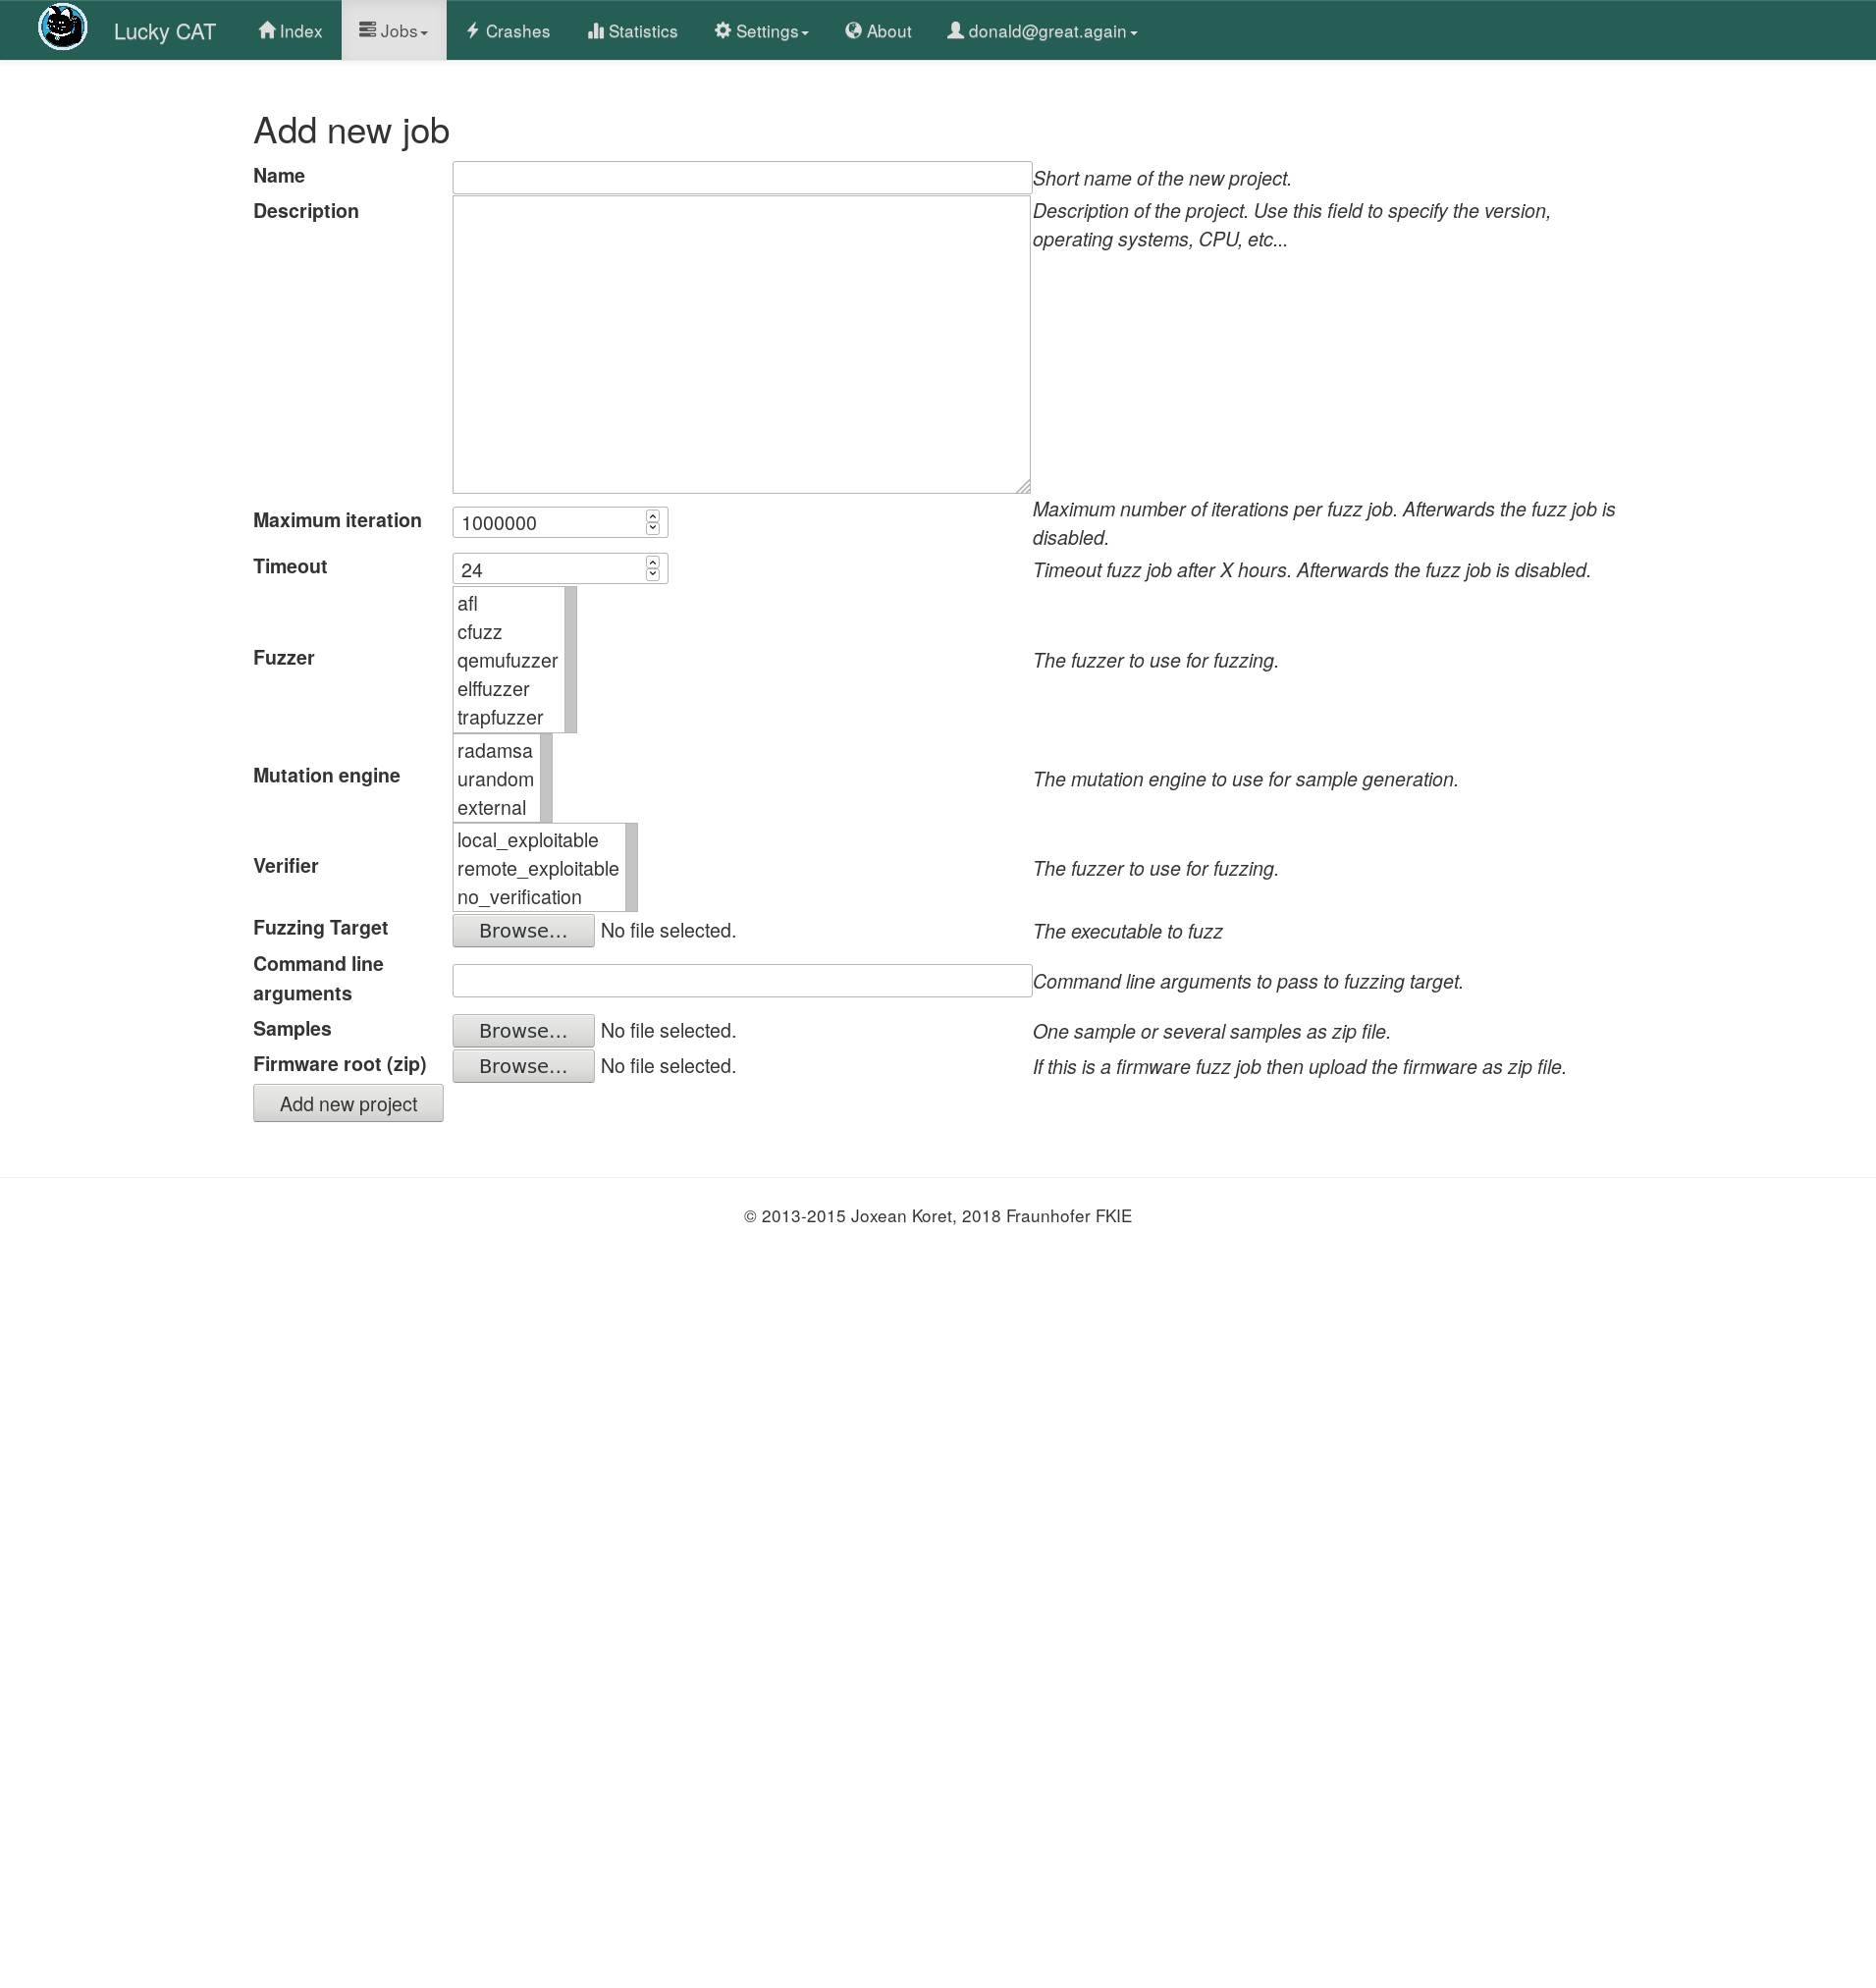 Lucky CAT Index Jobs Crashes Statistics Settings About donald@great.again
Add new job
Name Short name of the new project.
Description Description of the project. Use this field to specify the version,
operating systems, CPU, etc...
Maximum iteration 1000000 Maximum number of iterations per fuzz job. Afterwards the fuzz job is
disabled.
Timeout 24 Timeout fuzz job after X hours. Afterwards the fuzz job is disabled.
afl
cfuzz
Fuzzer qemufuzzer The fuzzer to use for fuzzing.
elffuzzer
trapfuzzer
radamsa
Mutation engine urandom The mutation engine to use for sample generation.
external
local_exploitable
Verifier remote_exploitable The fuzzer to use for fuzzing.
no_verification
Fuzzing Target Browse... No file selected. The executable to fuzz
Command line
arguments Command line arguments to pass to fuzzing target.
Samples Browse... No file selected. One sample or several samples as zip file.
Firmware root (zip) Browse... No file selected. If this is a firmware fuzz job then upload the firmware as zip file.
Add new project
© 2013-2015 Joxean Koret, 2018 Fraunhofer FKIE